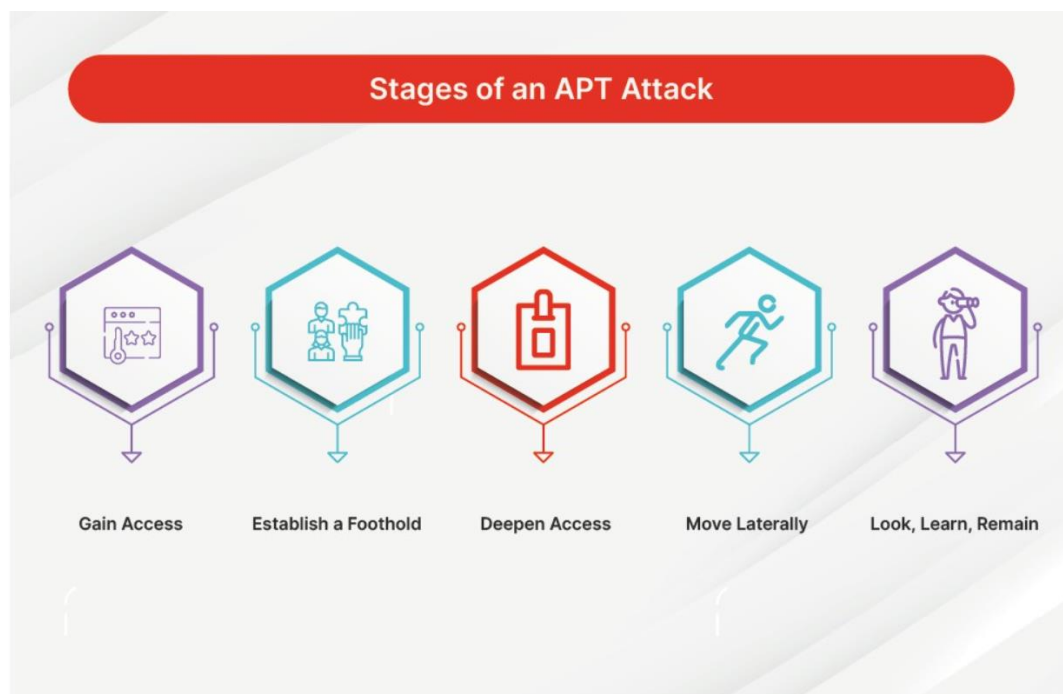 Stages of an APT Attack
Gain Access
Establish a Foothold
Deepen Access
Move Laterally
Look, Learn, Remain